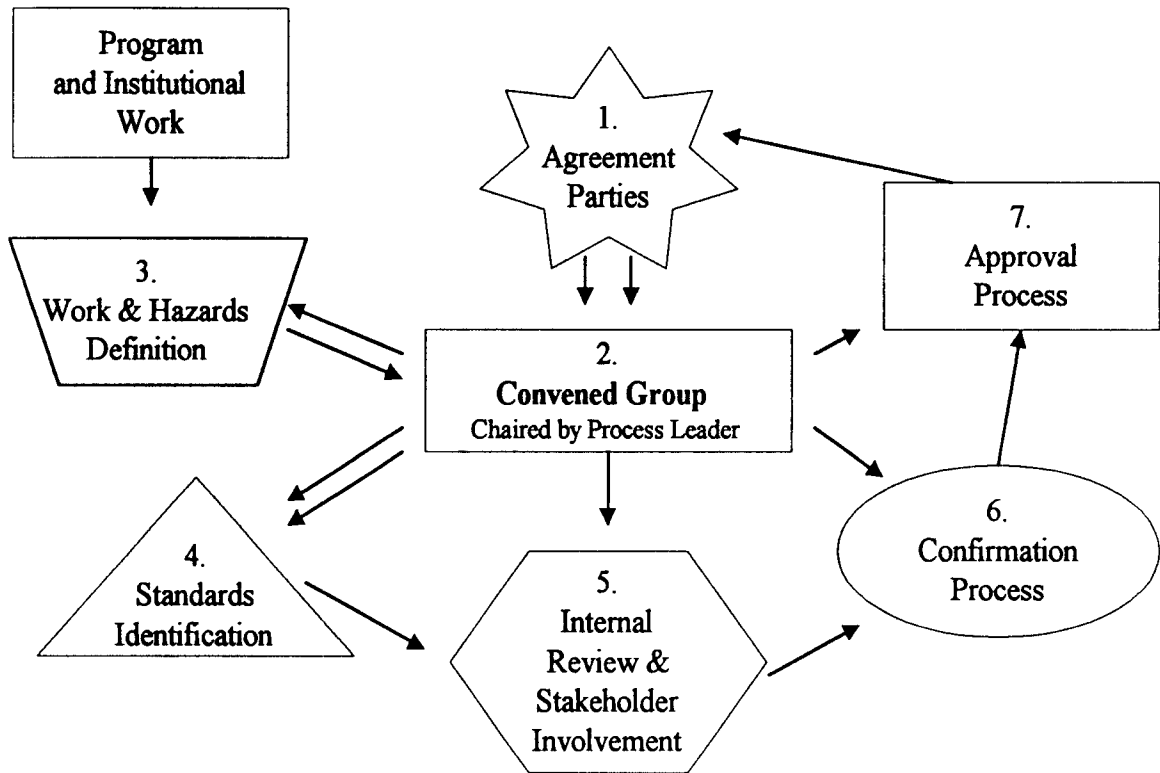 Program
and Institutional
Work
1.
Agreement
Parties
7.
Approval
Process
3.
Work & Hazards
Definition
2.
Convened Group
Chaired by Process Leader
4.
Standards
Identification
5.
Internal
Review &
Stakeholder
Involvement
6.
Confirmation
Process